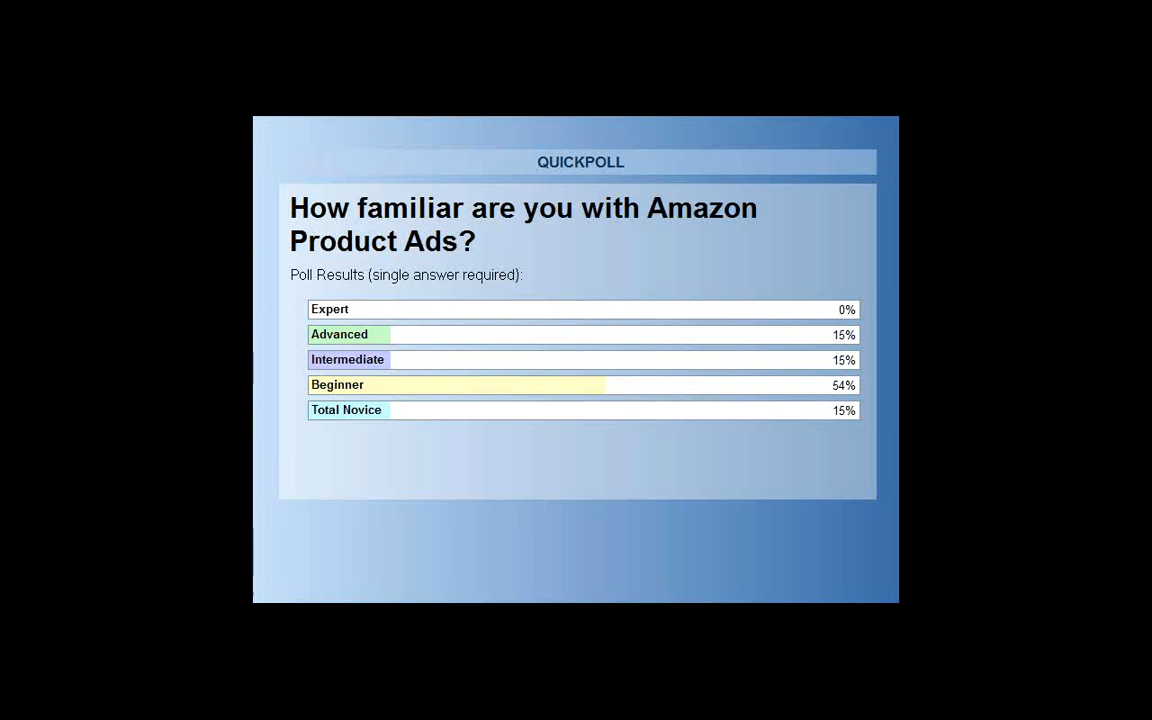 QUICKPOLL
How familiar are you with Amazon
Product Ads?
Poll Results (single answer required):
Expert 0%
Advanced 15%
Intermediate 15%
Beginner 54%
Total Novice 15%